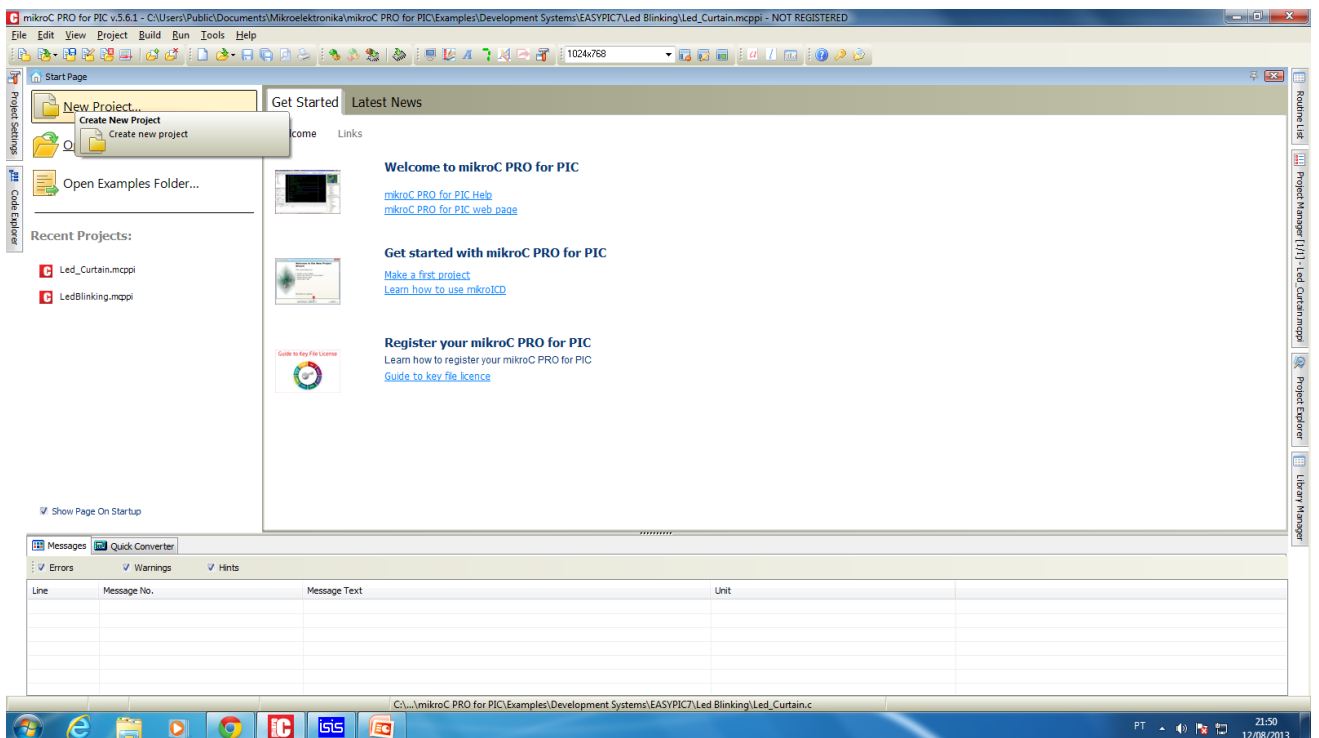 mikroC PRO for PIC v.5.6.1 - C:\Users\Public\Documents\Mikroelektronika\mikroC PRO for PIC\Examples\Development Systems\EASYPIC7\Led Blinking\Led_Curtain.mcppi - NOT REGISTERED
File Edit View Project Build Run Tools Help
1024x768
Start Page
New Project...
Create New Project
Create new project
Open Examples Folder...
Recent Projects:
Led_Curtain.mcppi
LedBlinking.mcppi
Show Page On Startup
Get Started Latest News
Links
Welcome to mikroC PRO for PIC
mikroC PRO for PIC Help
mikroC PRO for PIC web page
Get started with mikroC PRO for PIC
Make a first project
Learn how to use mikroICD
Guide to Key File License
Register your mikroC PRO for PIC
Learn how to register your mikroC PRO for PIC
Guide to key file licence
Project Settings
Code Explorer
Routine List
Project Manager [1/1] - Led_Curtain.mcppi
Project Explorer
Library Manager
Messages Quick Converter
Errors Warnings Hints
Line Message No. Message Text Unit
C:\...\mikroC PRO for PIC\Examples\Development Systems\EASYPIC7\Led Blinking\Led_Curtain.c
isis
PT
21:50
12/08/2013